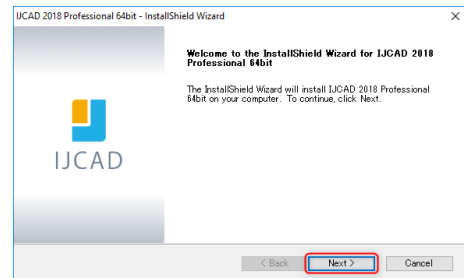 IJCAD 2018 Professional 64bit - InstallShield Wizard
Welcome to the InstallShield Wizard for IJCAD 2018
Professional 64bit
The InstallShield Wizard will install IJCAD 2018 Professional
64bit on your computer. To continue, click Next.
IJCAD
< Back
Next >
Cancel